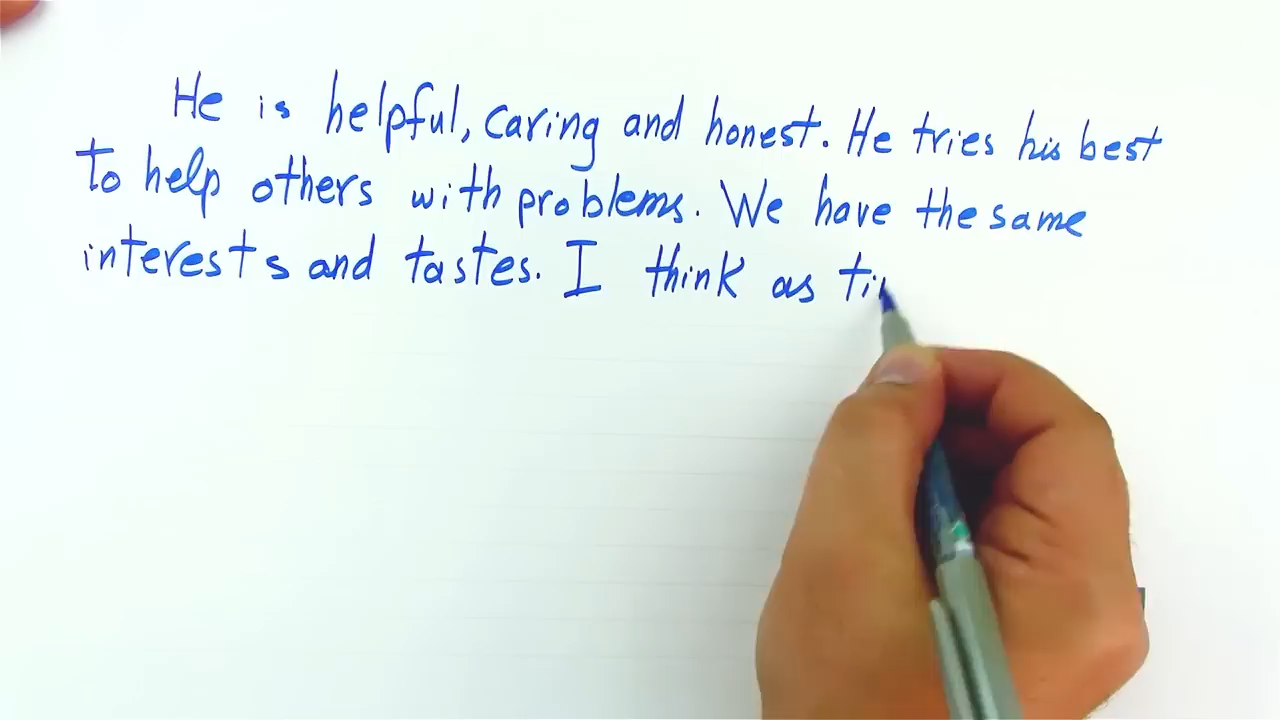 He is helpful, caring and honest. He tries his best
to help others with problems. We have the same
interests and tastes. I think as ti